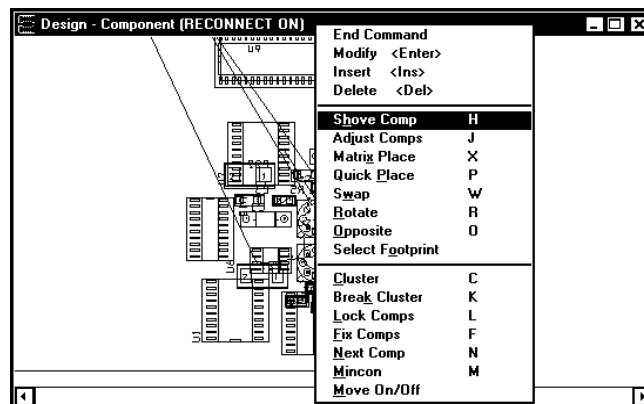 Design - Component (RECONNECT ON)
End Command
Modify <Enter>
Insert <Ins>
Delete <Del>
Shove Comp H
Adjust Comps J
Matrix Place X
Quick Place P
Swap W
Rotate R
Opposite O
Select Footprint
Cluster C
Break Cluster K
Lock Comps L
Fix Comps F
Next Comp N
Mincon M
Move On/Off
U9
U1